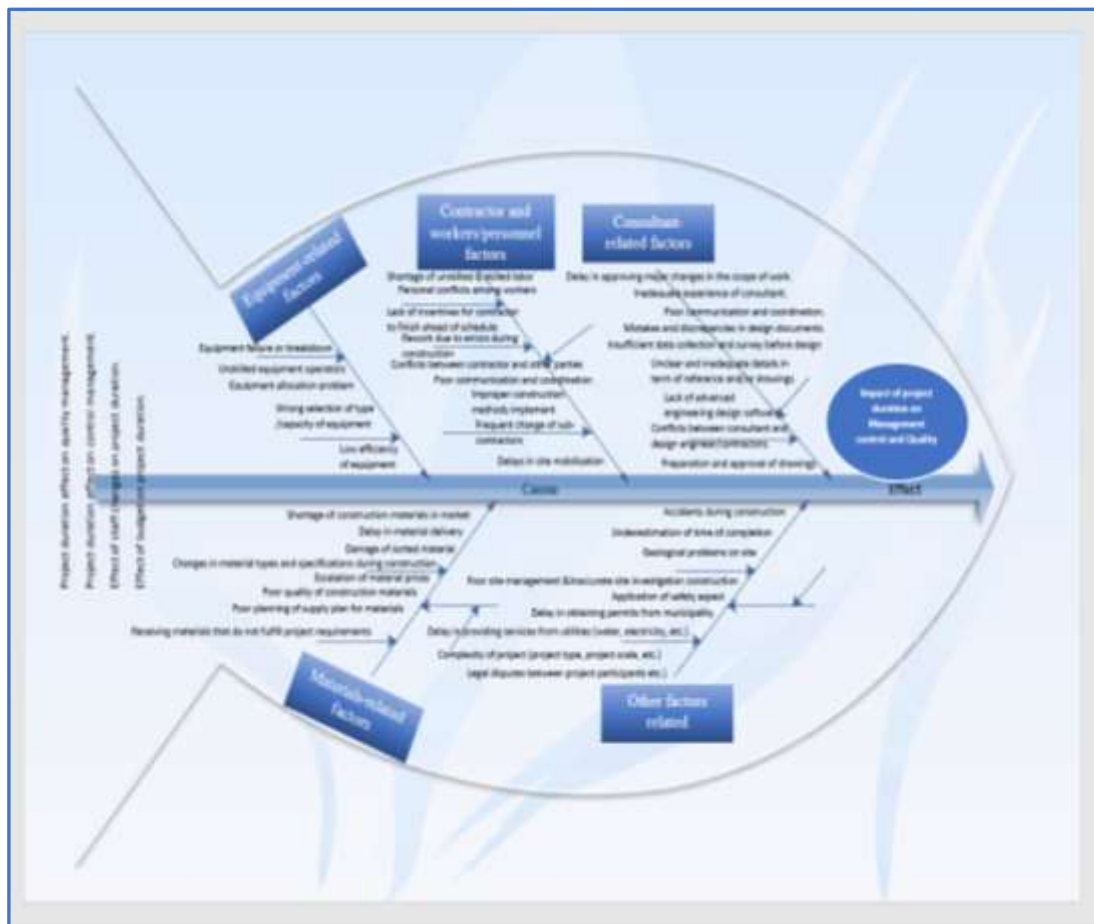 Contractor and
workers/personnel
factors
Consultant-
related factors
Equipment-related
factors
Shortage of unskilled & skilled labor
Personal conflicts among workers
Lack of incentives for contractor
to finish ahead of schedule
Rework due to errors during
construction
Conflicts between contractor and other parties
Poor communication and coordination
Improper construction
methods implement
Frequent change of sub-
contractors
Delays in site mobilization
Delay in approving major changes in the scope of work
Inadequate experience of consultant.
Poor communication and coordination.
Mistakes and discrepancies in design documents.
Insufficient data collection and survey before design
Unclear and inadequate details in
term of reference and/or drawings
Lack of advanced
engineering design software
Conflicts between consultant and
design engineer/contractors
Preparation and approval of drawings
Equipment failure or breakdown
Unskilled equipment operators
Equipment allocation problem
Wrong selection of type
/capacity of equipment
Low efficiency
of equipment
Impact of project
duration on
Management
control and Quality
Cause
Effect
Project duration effect on quality management.
Project duration effect on control management.
Effect of staff changes on project duration.
Effect of budget on project duration.
Shortage of construction materials in market
Delay in material delivery
Damage of sorted material
Changes in material types and specifications during construction
Escalation of material prices
Poor quality of construction materials
Poor planning of supply plan for materials
Receiving materials that do not fulfill project requirements
Accidents during construction
Underestimation of time of completion
Geological problems on site
Poor site management &Inaccurate site investigation construction
Application of safety aspect
Delay in obtaining permits from municipality
Delay in providing services from utilities (water, electricity, etc.)
Complexity of project (project type, project scale, etc.)
Legal disputes between project participants etc.)
Materials-related
factors
Other factors
related